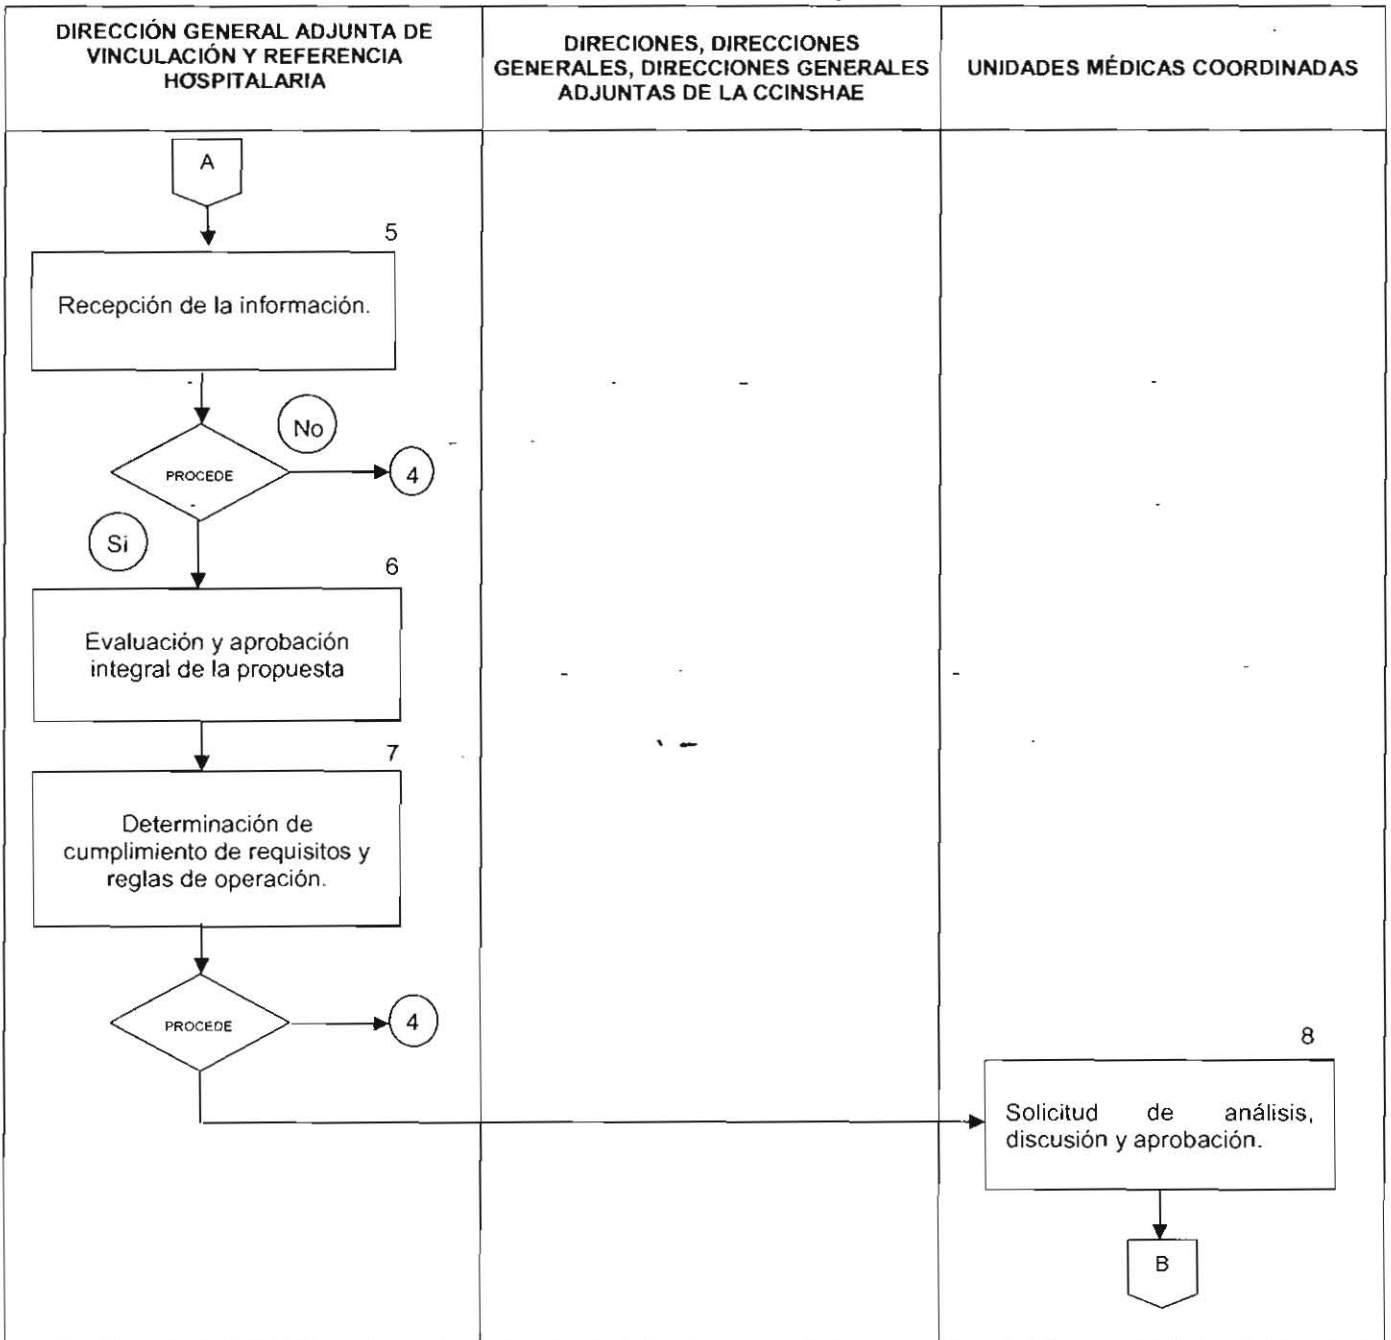 DIRECCIÓN GENERAL ADJUNTA DE
VINCULACIÓN Y REFERENCIA
HOSPITALARIA
DIRECIONES, DIRECCIONES
GENERALES, DIRECCIONES GENERALES
ADJUNTAS DE LA CCINSHAE
UNIDADES MÉDICAS COORDINADAS
A
5
Recepción de la información.
No
PROCEDE
4
Si
6
Evaluación y aprobación
integral de la propuesta
7
Determinación de
cumplimiento de requisitos y
reglas de operación.
PROCEDE
4
8
Solicitud de análisis,
discusión y aprobación.
B